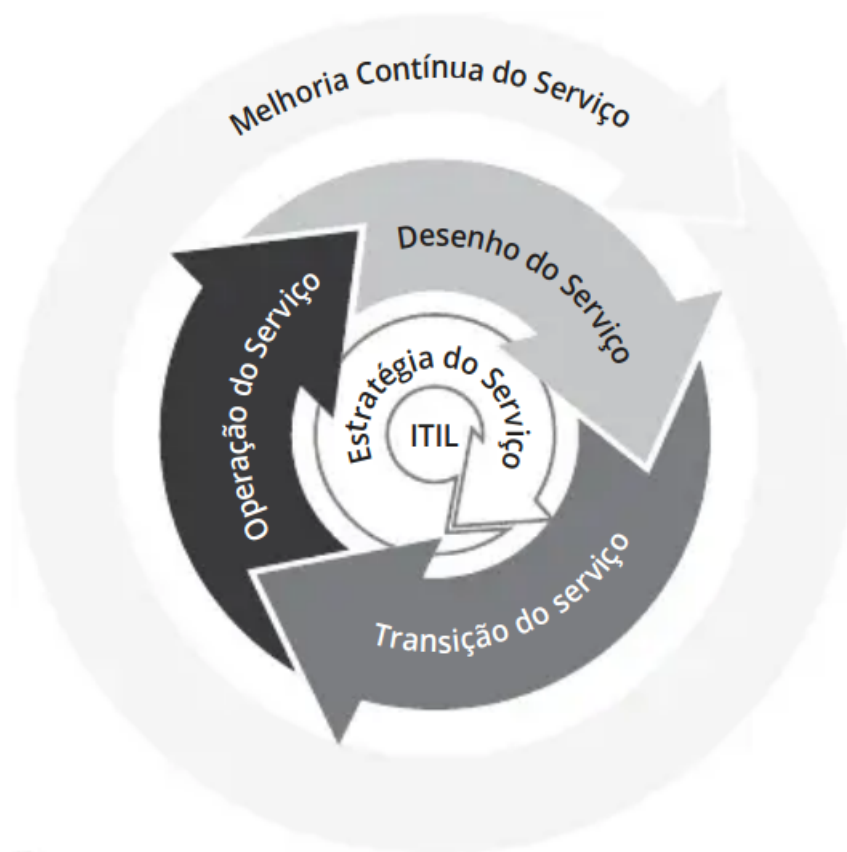 Melhoria Contínua do Serviço
Desenho do Serviço
Operação do Serviço
Estratégia do Serviço
ITIL
Transição do serviço